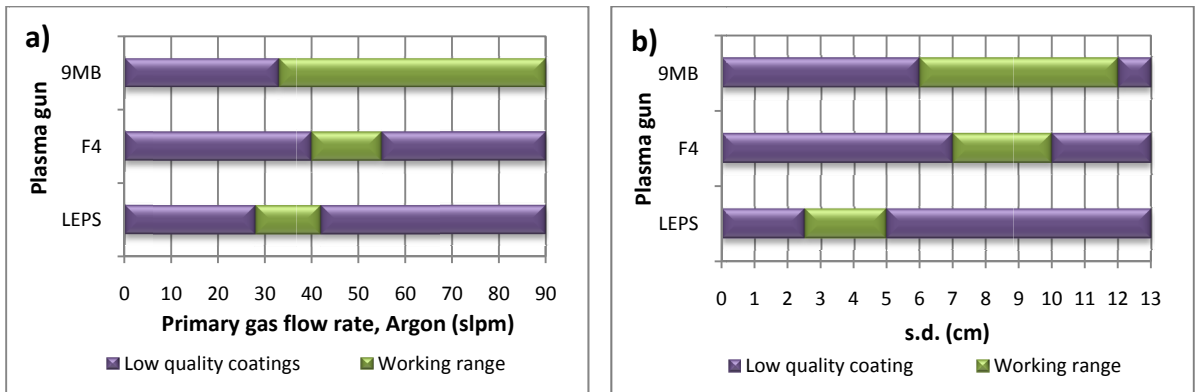 a)
Plasma gun
9MB
F4
LEPS
0 10 20 30 40 50 60 70 80 90
Primary gas flow rate, Argon (slpm)
Low quality coatings Working range
b)
Plasma gun
9MB
F4
LEPS
0 1 2 3 4 5 6 7 8 9 10 11 12 13
s.d. (cm)
Low quality coating Working range